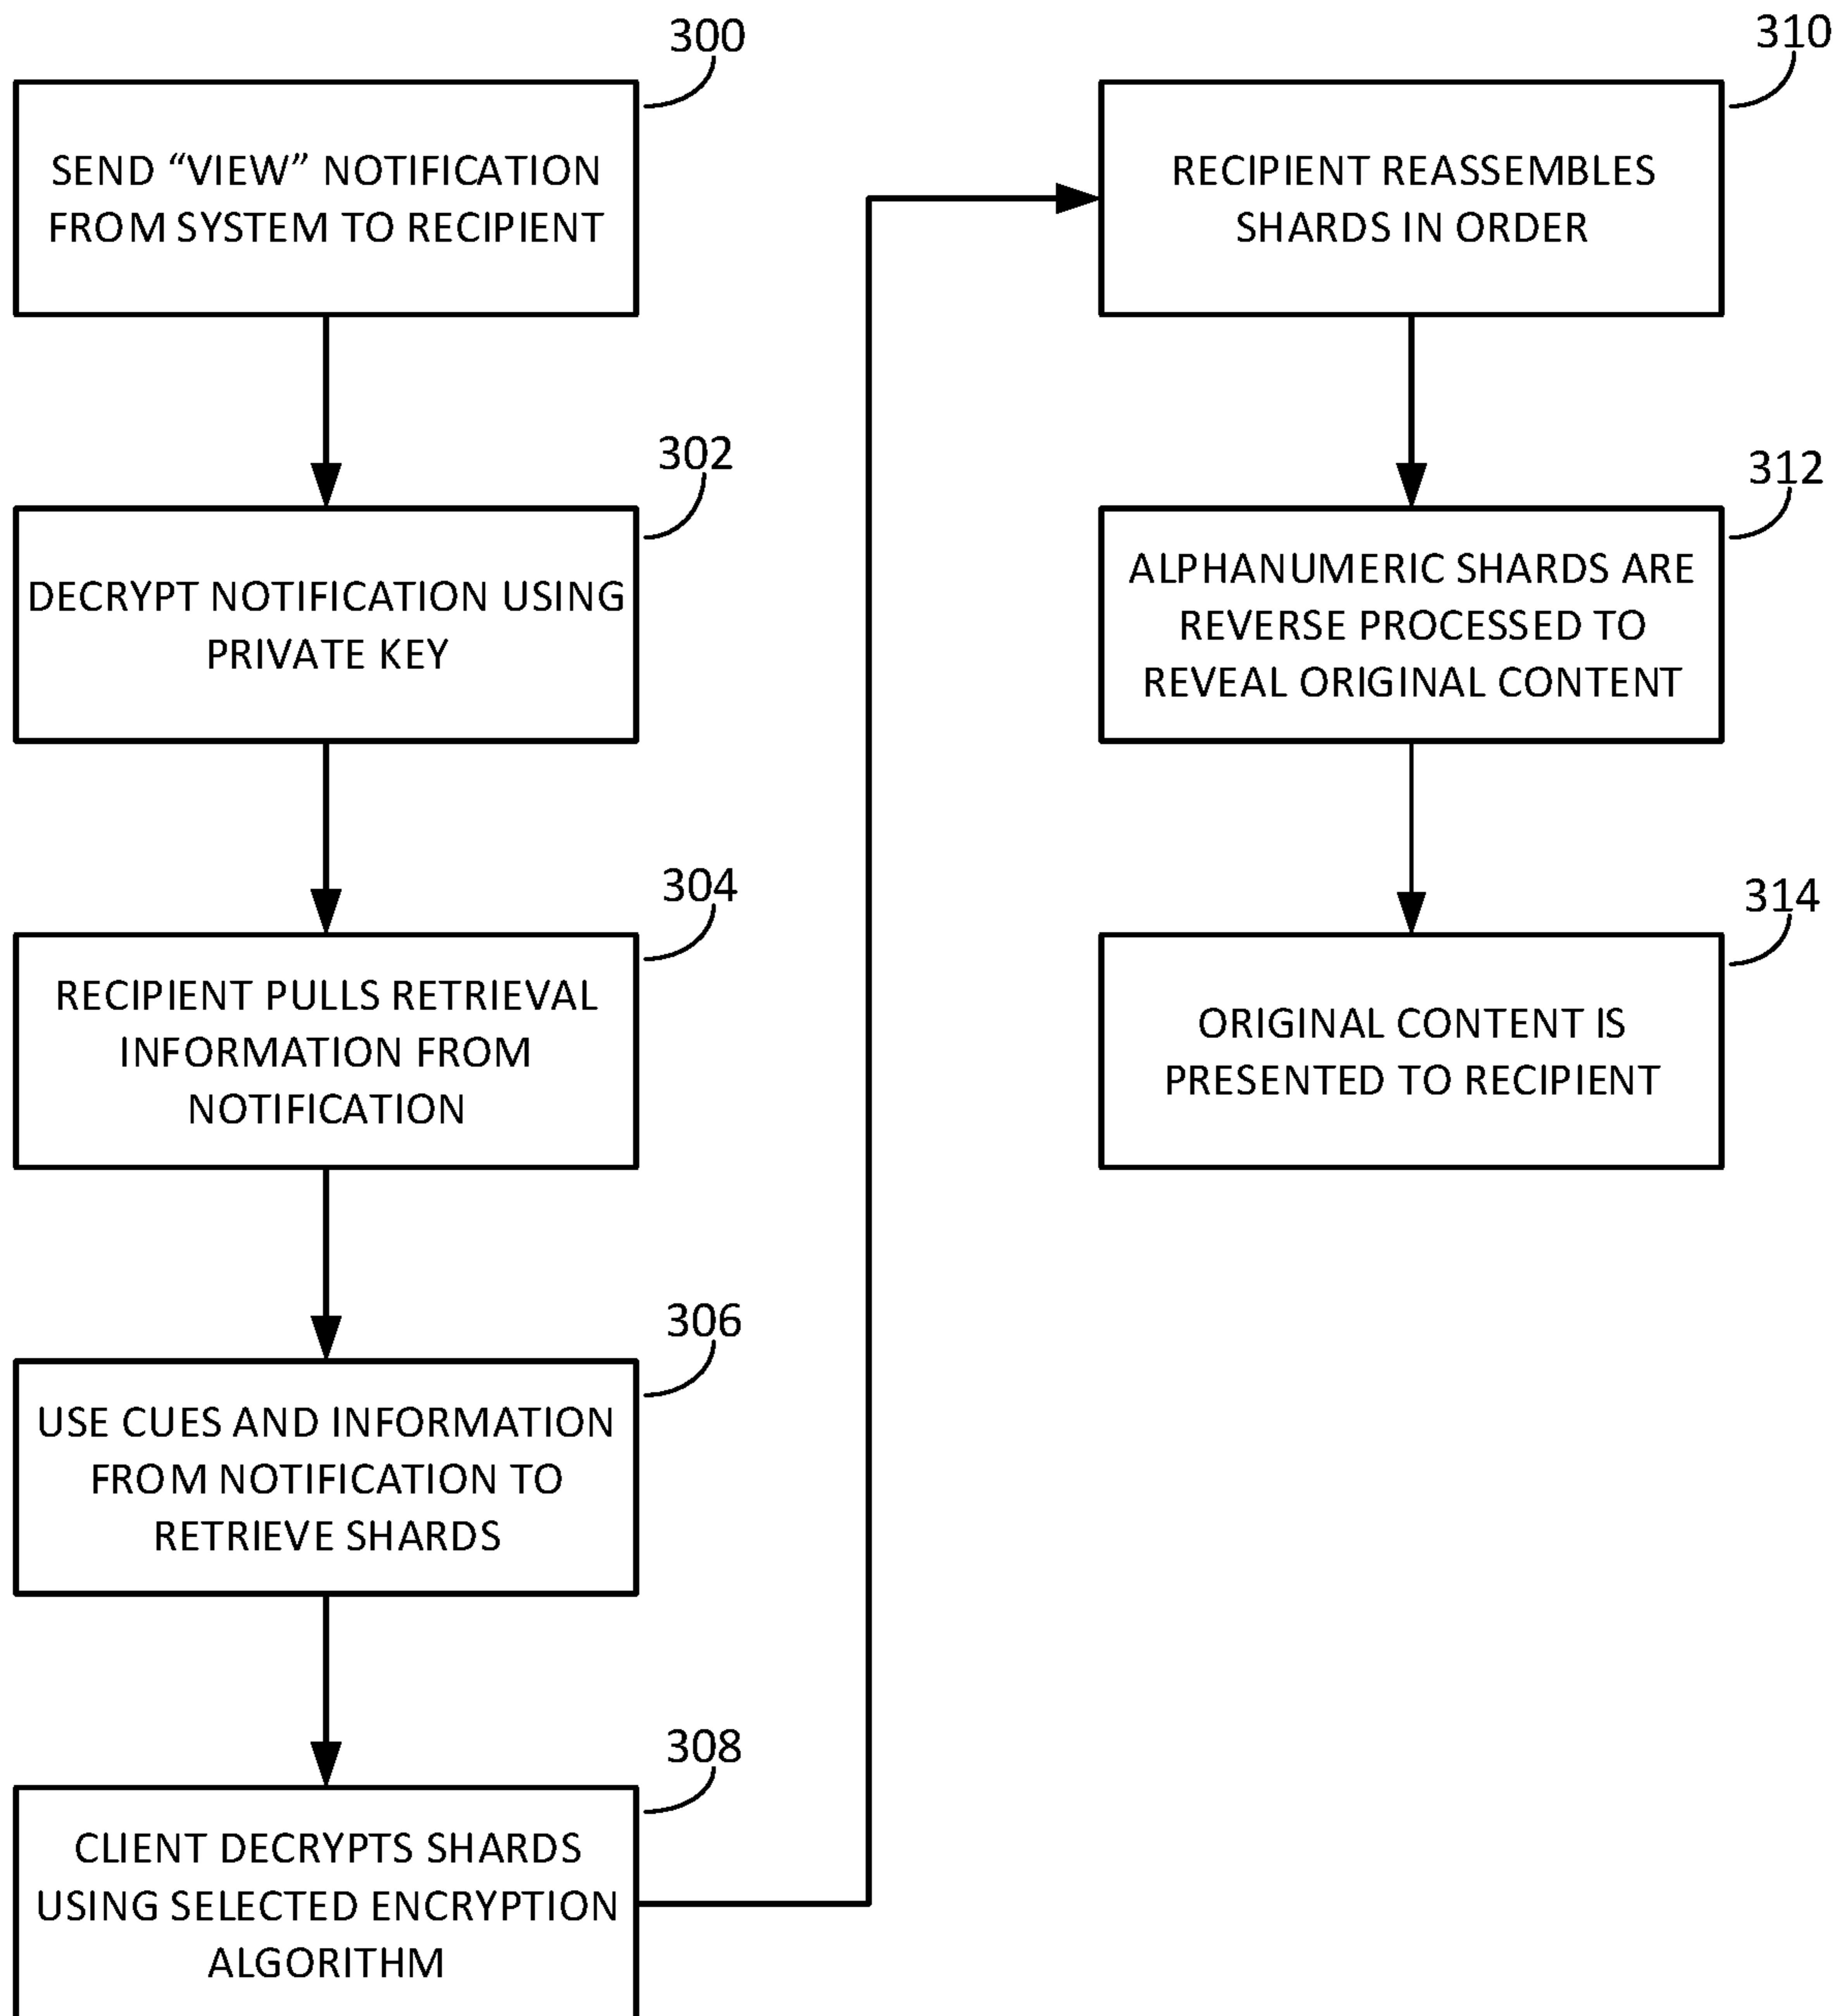 300
SEND “VIEW” NOTIFICATION
FROM SYSTEM TO RECIPIENT
302
DECRYPT NOTIFICATION USING
PRIVATE KEY
304
RECIPIENT PULLS RETRIEVAL
INFORMATION FROM
NOTIFICATION
306
USE CUES AND INFORMATION
FROM NOTIFICATION TO
RETRIEVE SHARDS
308
CLIENT DECRYPTS SHARDS
USING SELECTED ENCRYPTION
ALGORITHM
310
RECIPIENT REASSEMBLES
SHARDS IN ORDER
312
ALPHANUMERIC SHARDS ARE
REVERSE PROCESSED TO
REVEAL ORIGINAL CONTENT
314
ORIGINAL CONTENT IS
PRESENTED TO RECIPIENT